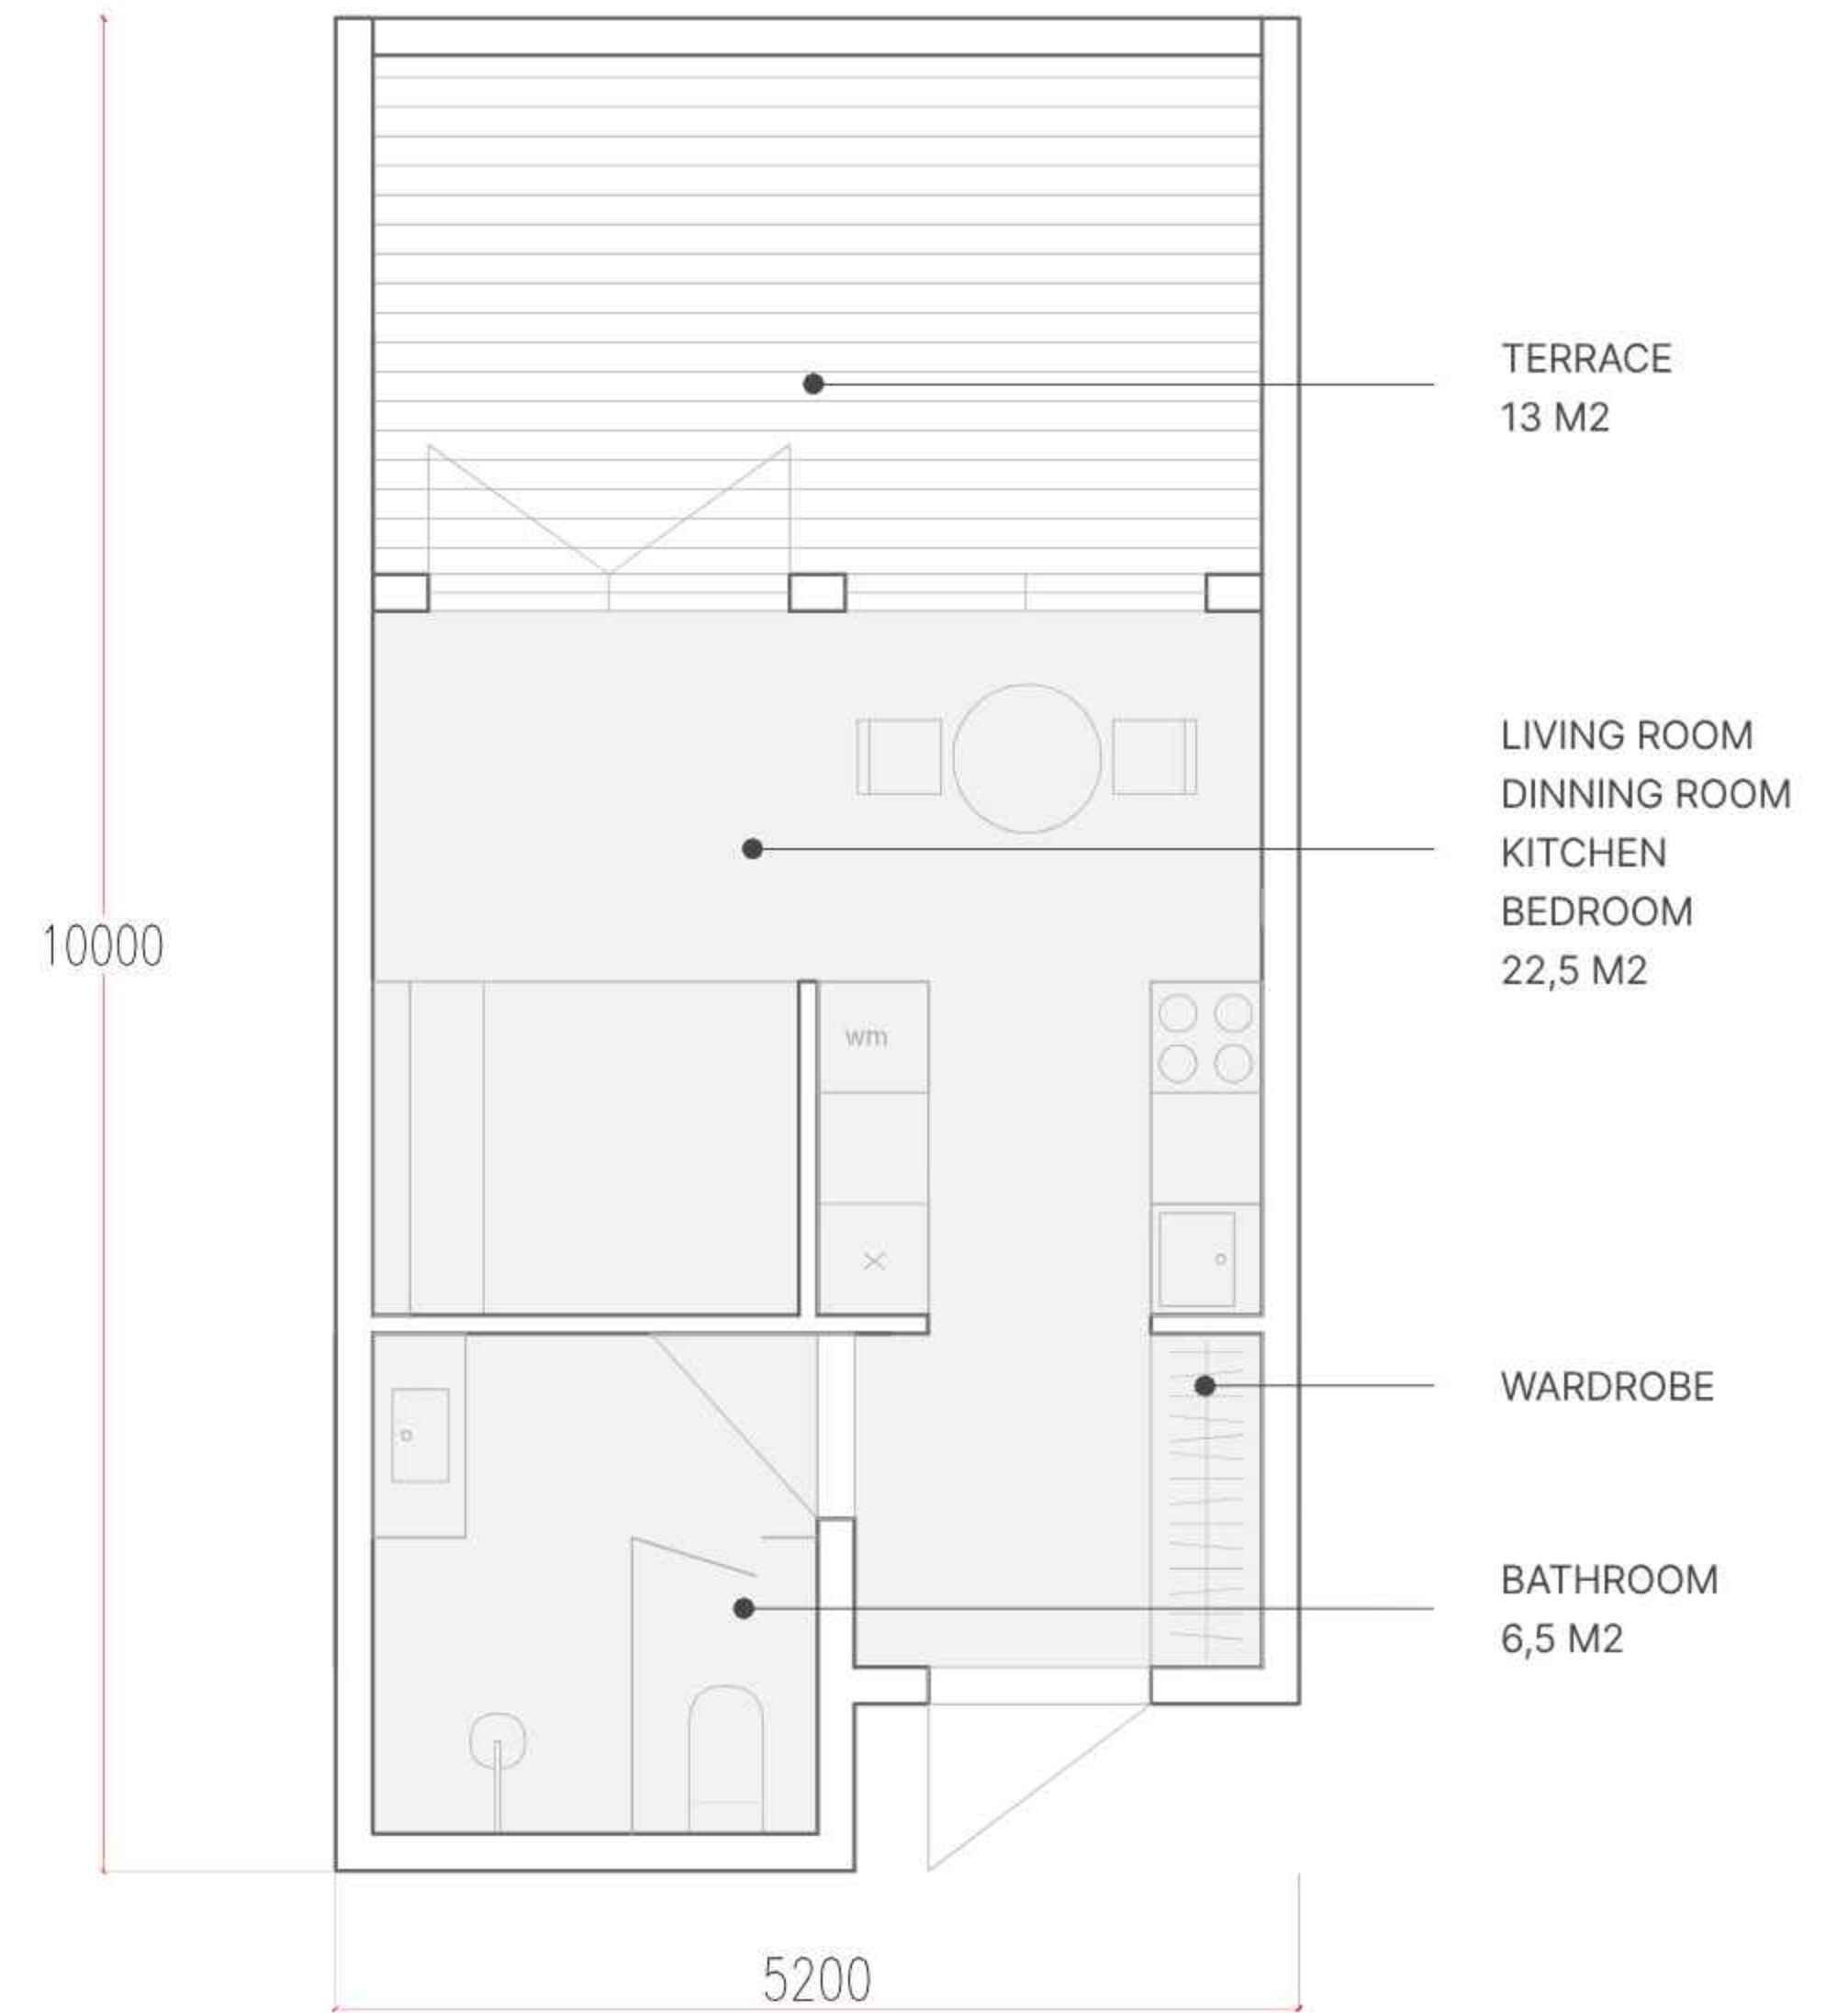 TERRACE
13 M2
LIVING ROOM
DINNING ROOM
KITCHEN
BEDROOM
22,5 M2
10000
wm
WARDROBE
BATHROOM
6,5 M2
5200